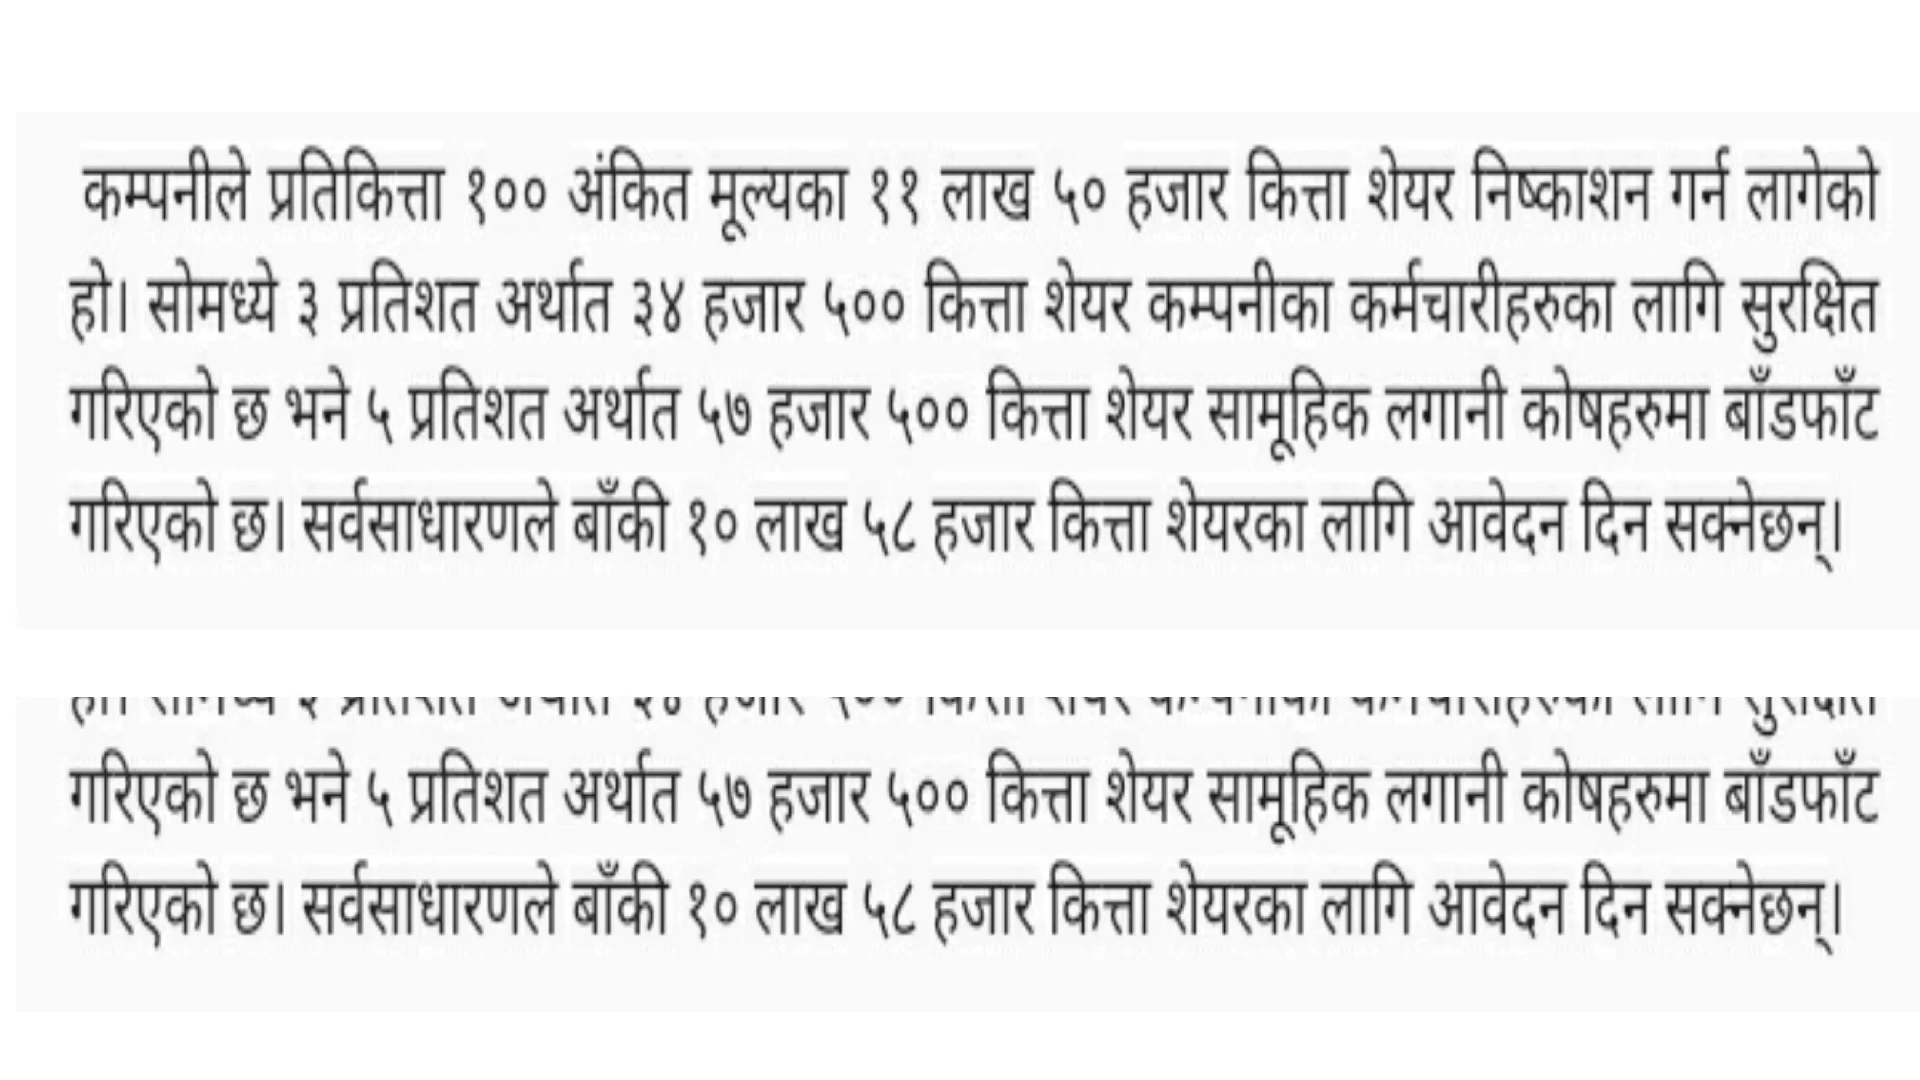 कम्पनीले प्रतिकित्ता १०० अंकित मूल्यका ११ लाख ५० हजार कित्ता शेयर निष्काशन गर्न लागेको
हो। सोमध्ये ३ प्रतिशत अर्थात ३४ हजार ५०० कित्ता शेयर कम्पनीका कर्मचारीहरुका लागि सुरक्षित
गरिएको छ भने ५ प्रतिशत अर्थात ५७ हजार ५०० कित्ता शेयर सामूहिक लगानी कोषहरुमा बाँडफाँट
गरिएको छ। सर्वसाधारणले बाँकी १० लाख ५८ हजार कित्ता शेयरका लागि आवेदन दिन सक्नेछन्।
गरिएको छ भने ५ प्रतिशत अर्थात ५७ हजार ५०० कित्ता शेयर सामूहिक लगानी कोषहरुमा बाँडफाँट
गरिएको छ। सर्वसाधारणले बाँकी १० लाख ५८ हजार कित्ता शेयरका लागि आवेदन दिन सक्नेछन्।